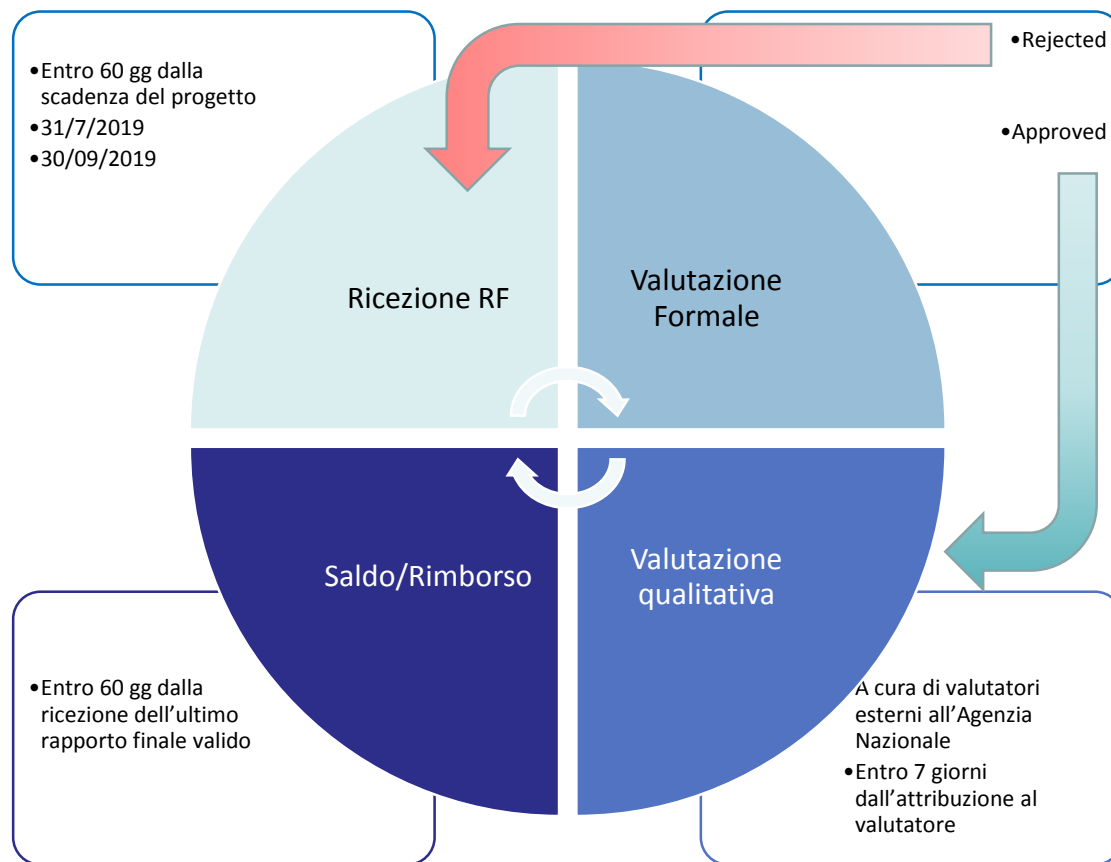 •Entro 60 gg dalla
scadenza del progetto
•31/7/2019
•30/09/2019
•Rejected
•Approved
Ricezione RF
Valutazione
Formale
Saldo/Rimborso
Valutazione
qualitativa
•Entro 60 gg dalla
ricezione dell’ultimo
rapporto finale valido
A cura di valutatori
esterni all’Agenzia
Nazionale
•Entro 7 giorni
dall’attribuzione al
valutatore